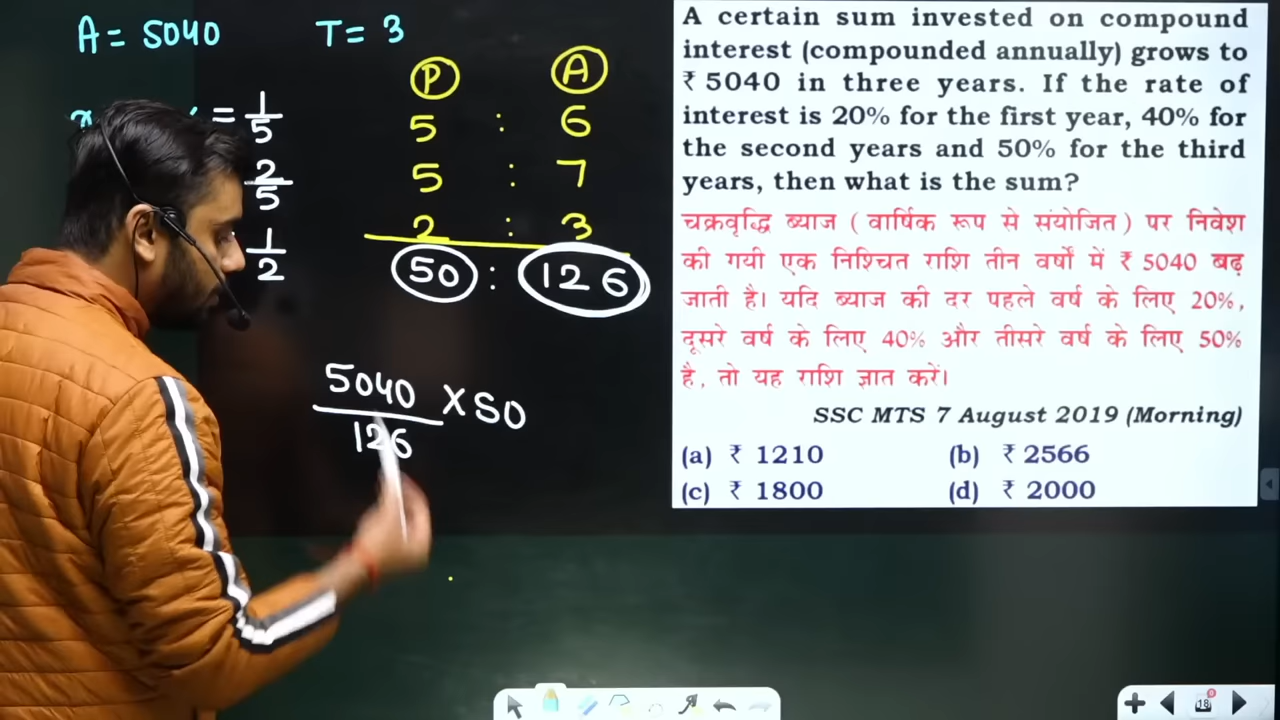 A = 5040 T = 3
P A
= 1/5 5 : 6
2/5 5 : 7
1/2 2 : 3
50 : 126
5040/126 X 50
A certain sum invested on compound
interest (compounded annually) grows to
₹ 5040 in three years. If the rate of
interest is 20% for the first year, 40% for
the second years and 50% for the third
years, then what is the sum?
चक्रवृद्धि ब्याज ( वार्षिक रूप से संयोजित ) पर निवेश
की गयी एक निश्चित राशि तीन वर्षों में ₹ 5040 बढ़
जाती है। यदि ब्याज की दर पहले वर्ष के लिए 20%,
दूसरे वर्ष के लिए 40% और तीसरे वर्ष के लिए 50%
है, तो यह राशि ज्ञात करें।
SSC MTS 7 August 2019 (Morning)
(a) ₹ 1210 (b) ₹ 2566
(c) ₹ 1800 (d) ₹ 2000
18